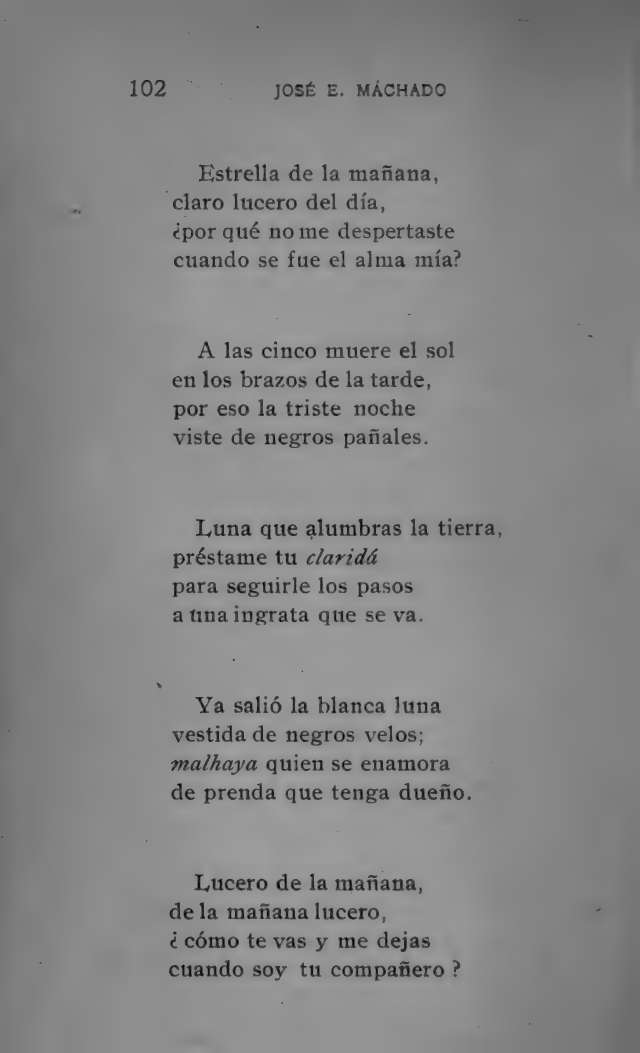 102 JOSÉ E. MÁCHADO
Estrella de la mañana,
claro lucero del día,
¿por qué no me despertaste
cuando se fue el alma mía?
A las cinco muere el sol
en los brazos de la tarde,
por eso la triste noche
viste de negros pañales.
Luna que alumbras la tierra,
préstame tu claridá
para seguirle los pasos
a una ingrata que se va.
Ya salió la blanca luna
vestida de negros velos;
malhaya quien se enamora
de prenda que tenga dueño.
Lucero de la mañana,
de la mañana lucero,
¿ cómo te vas y me dejas
cuando soy tu compañero ?